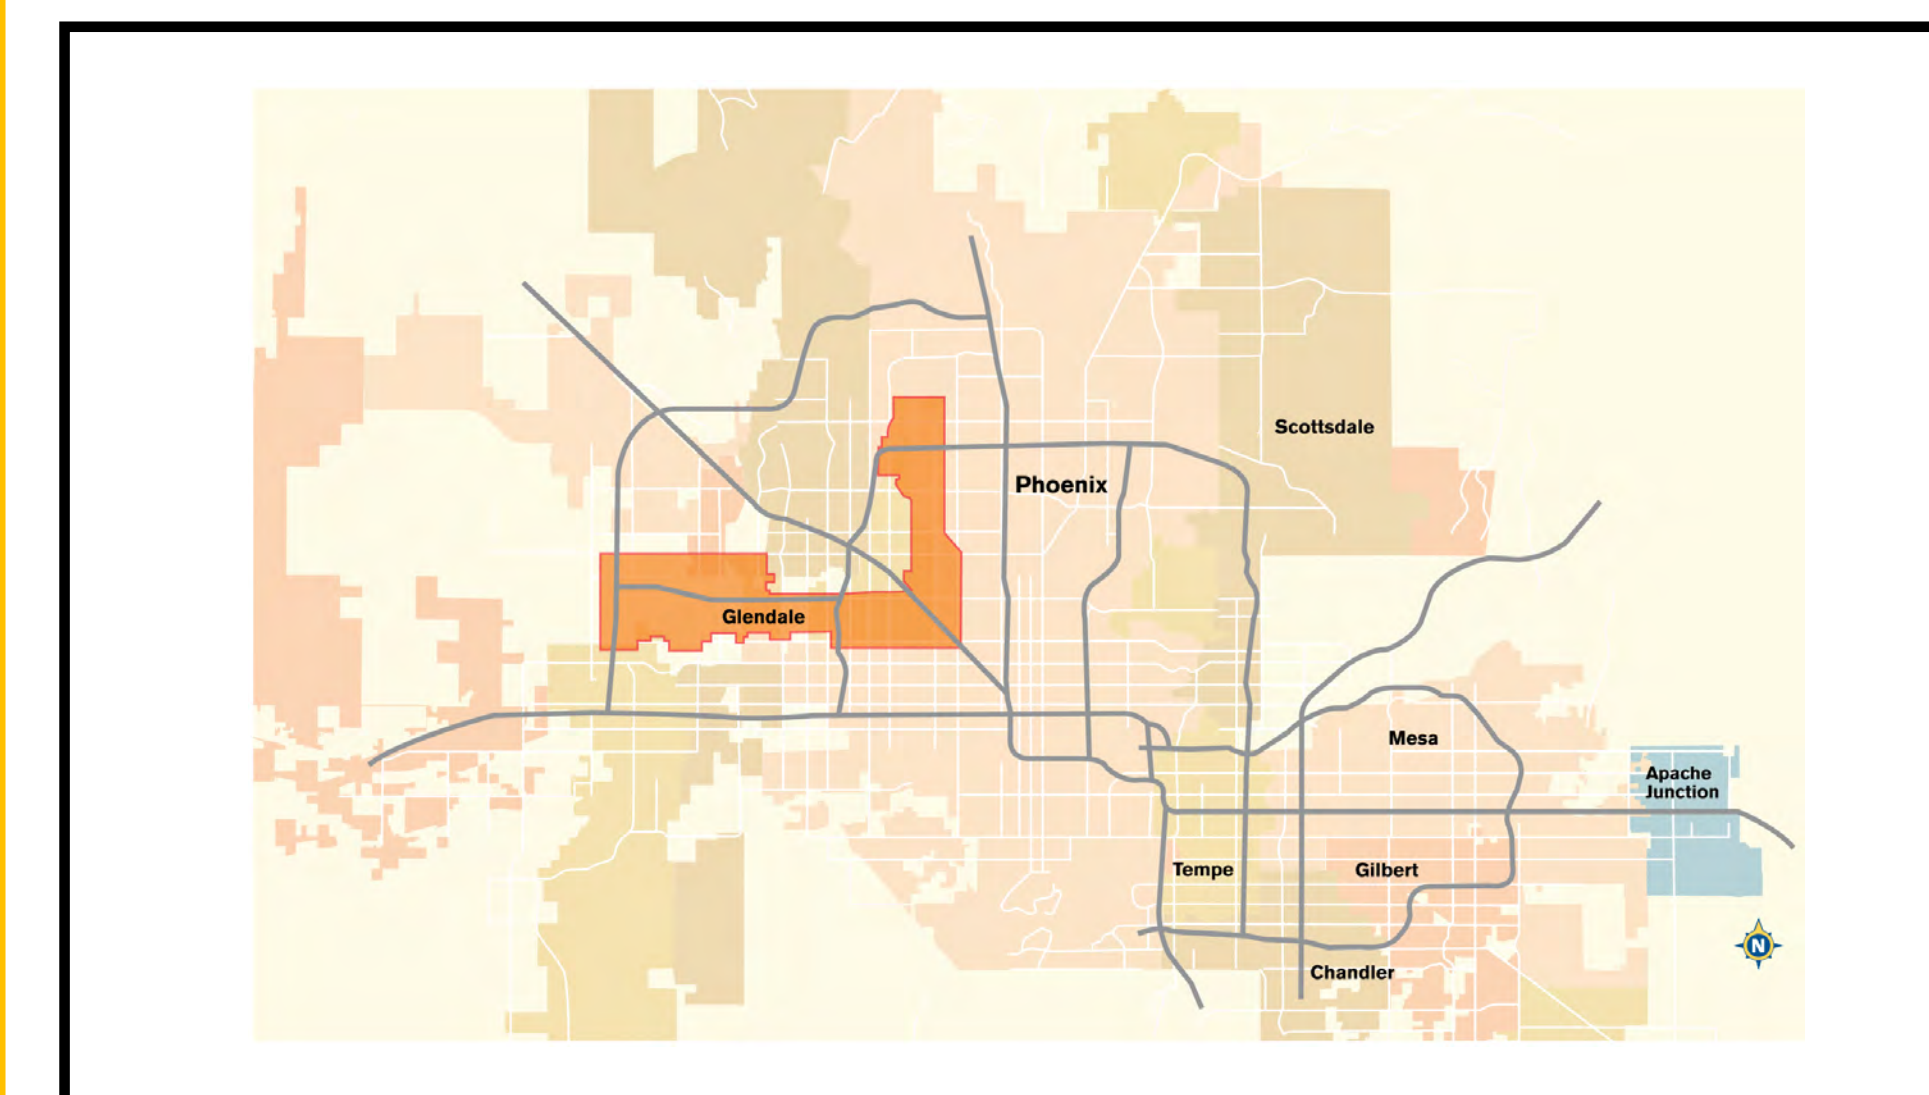 Scottsdale
Phoenix
Glendale
Mesa
Apache
Junction
Tempe
Gilbert
N
Chandler